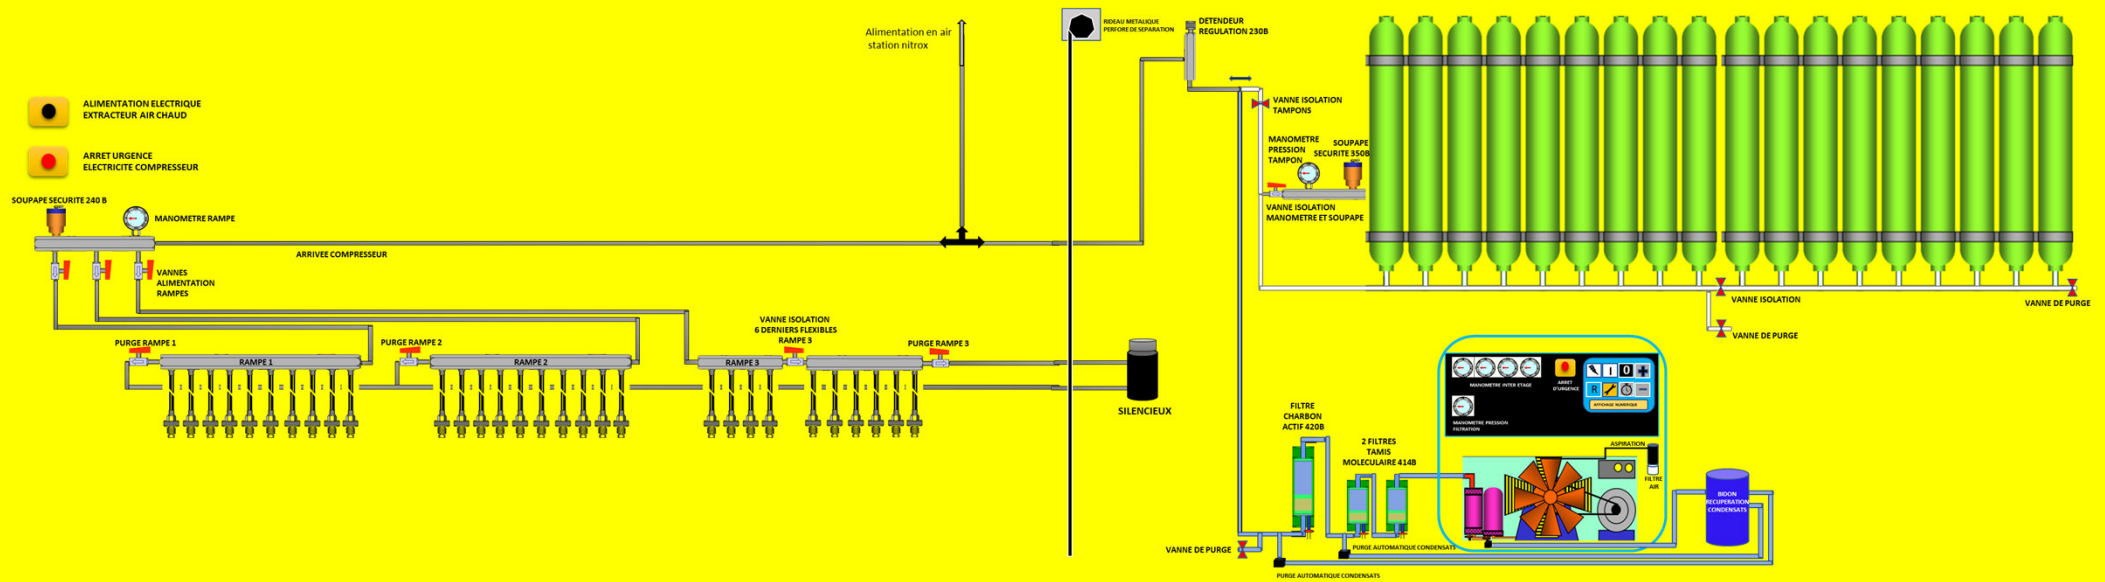 Alimentation en air
station nitrox
RIDEAU METALIQUE
PERFORE DE SEPARATION
DETENDEUR
REGULATION 230B
ALIMENTATION ELECTRIQUE
EXTRACTEUR AIR CHAUD
ARRET URGENCE
ELECTRICITE COMPRESSEUR
VANNE ISOLATION
TAMPONS
MANOMETRE
PRESSION
TAMPON
SOUPAPE
SECURITE 350B
VANNE ISOLATION
MANOMETRE ET SOUPAPE
SOUPAPE SECURITE 240 B
MANOMETRE RAMPE
ARRIVEE COMPRESSEUR
VANNES
ALIMENTATION
RAMPES
VANNE ISOLATION
VANNE DE PURGE
VANNE DE PURGE
PURGE RAMPE 1
RAMPE 1
PURGE RAMPE 2
RAMPE 2
VANNE ISOLATION
6 DERNIERS FLEXIBLES
RAMPE 3
PURGE RAMPE 3
RAMPE 3
SILENCIEUX
MANOMETRE INTER ETAGE
ARRET
D'URGENCE
I
0
R
AFFICHAGE NUMERIQUE
MANOMETRE PRESSION
FILTRATION
ASPIRATION
FILTRE
AIR
FILTRE
CHARBON
ACTIF 420B
2 FILTRES
TAMIS
MOLECULAIRE 414B
BIDON
RECUPERATION
CONDENSATS
VANNE DE PURGE
PURGE AUTOMATIQUE CONDENSATS
PURGE AUTOMATIQUE CONDENSATS